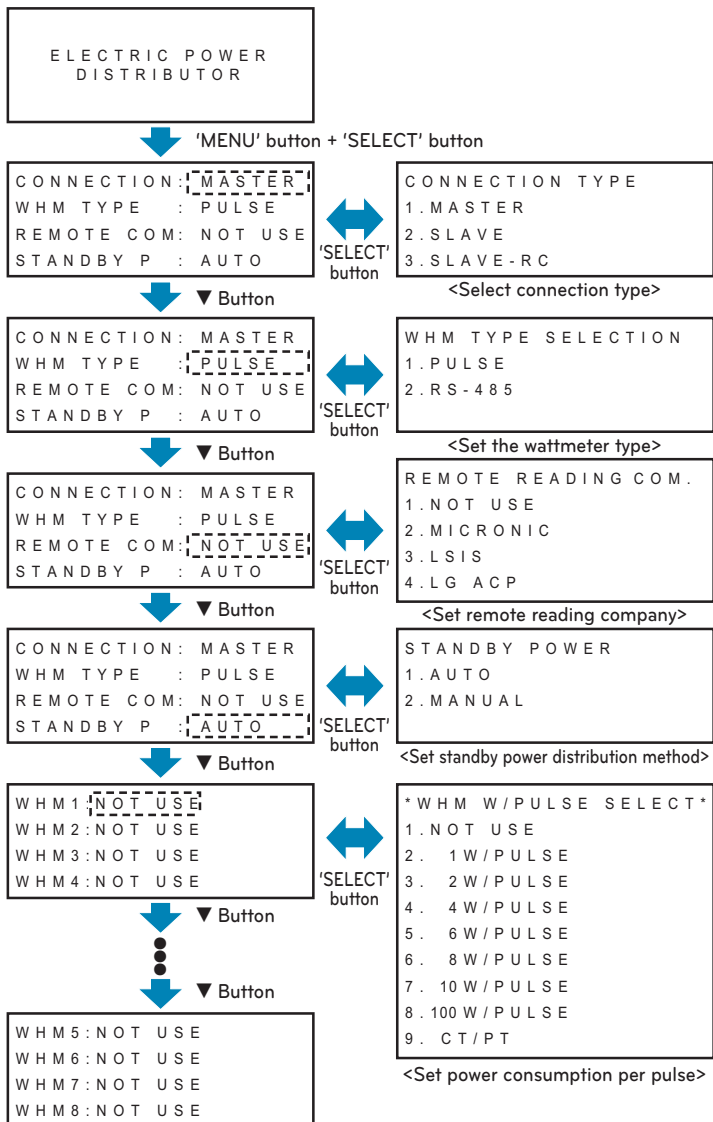 ELECTRIC POWER
DISTRIBUTOR
'MENU' button + 'SELECT' button
CONNECTION: MASTER
WHM TYPE : PULSE
REMOTE COM: NOT USE
STANDBY P : AUTO
'SELECT'
button
CONNECTION TYPE
1.MASTER
2.SLAVE
3.SLAVE-RC
<Select connection type>
▼ Button
CONNECTION: MASTER
WHM TYPE : PULSE
REMOTE COM: NOT USE
STANDBY P : AUTO
'SELECT'
button
WHM TYPE SELECTION
1.PULSE
2.RS-485
<Set the wattmeter type>
▼ Button
CONNECTION: MASTER
WHM TYPE : PULSE
REMOTE COM: NOT USE
STANDBY P : AUTO
'SELECT'
button
REMOTE READING COM.
1.NOT USE
2.MICRONIC
3.LSIS
4.LG ACP
<Set remote reading company>
▼ Button
CONNECTION: MASTER
WHM TYPE : PULSE
REMOTE COM: NOT USE
STANDBY P : AUTO
'SELECT'
button
STANDBY POWER
1.AUTO
2.MANUAL
<Set standby power distribution method>
▼ Button
WHM1:NOT USE
WHM2:NOT USE
WHM3:NOT USE
WHM4:NOT USE
'SELECT'
button
*WHM W/PULSE SELECT*
1.NOT USE
2. 1W/PULSE
3. 2W/PULSE
4. 4W/PULSE
5. 6W/PULSE
6. 8W/PULSE
7. 10W/PULSE
8.100W/PULSE
9. CT/PT
<Set power consumption per pulse>
▼ Button
▼ Button
WHM5:NOT USE
WHM6:NOT USE
WHM7:NOT USE
WHM8:NOT USE